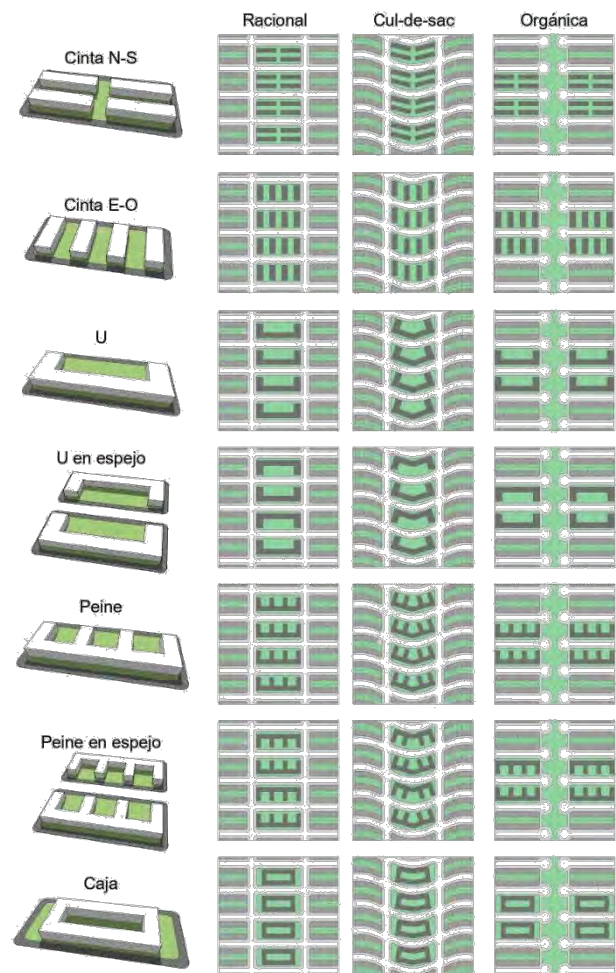 Racional Cul-de-sac Orgánica
Cinta N-S
Cinta E-O
U
U en espejo
Peine
Peine en espejo
Caja